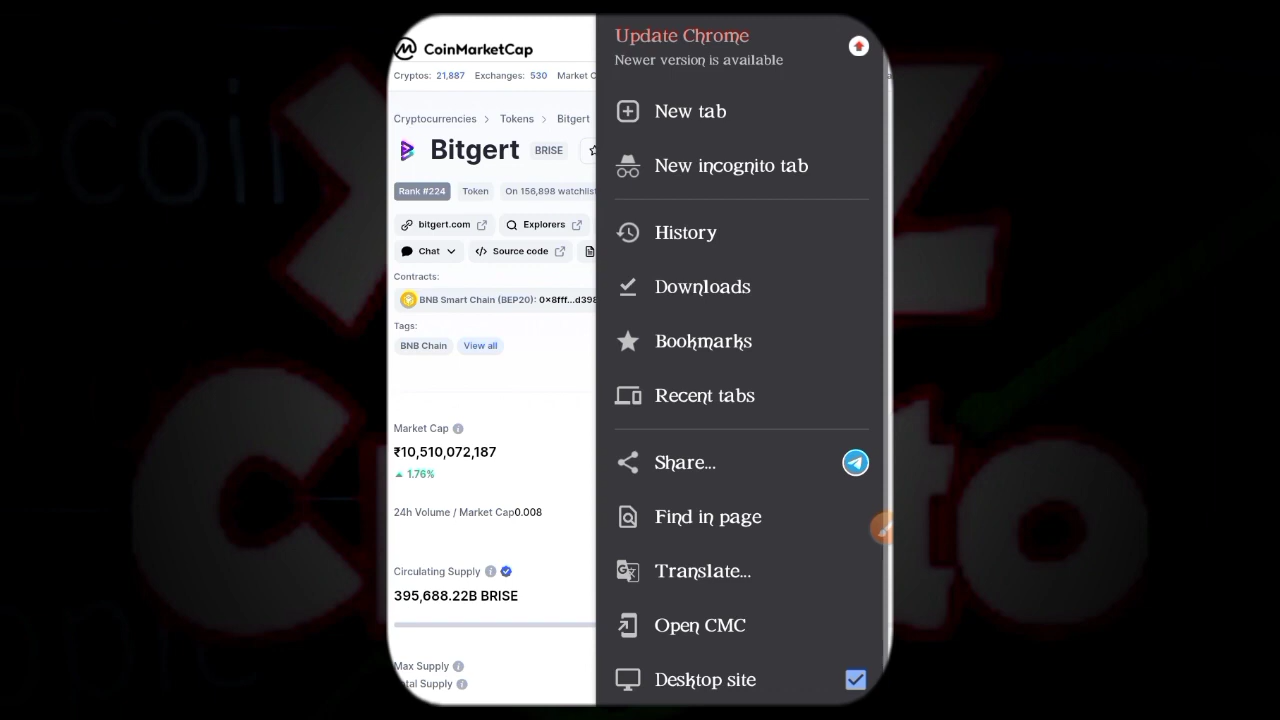 CoinMarketCap
Cryptos: 21,887 Exchanges: 530 Market C
Cryptocurrencies > Tokens > Bitgert
Bitgert BRISE
Rank #224 Token On 156,898 watchlist
bitgert.com Explorers
Chat Source code
Contracts:
BNB Smart Chain (BEP20): 0x8fff...d398
Tags:
BNB Chain View all
Market Cap
₹10,510,072,187
1.76%
24h Volume / Market Cap0.008
Circulating Supply
395,688.22B BRISE
Max Supply
tal Supply
Update Chrome
Newer version is available
New tab
New incognito tab
History
Downloads
Bookmarks
Recent tabs
Share...
Find in page
Translate...
Open CMC
Desktop site
ecoin
Crypto